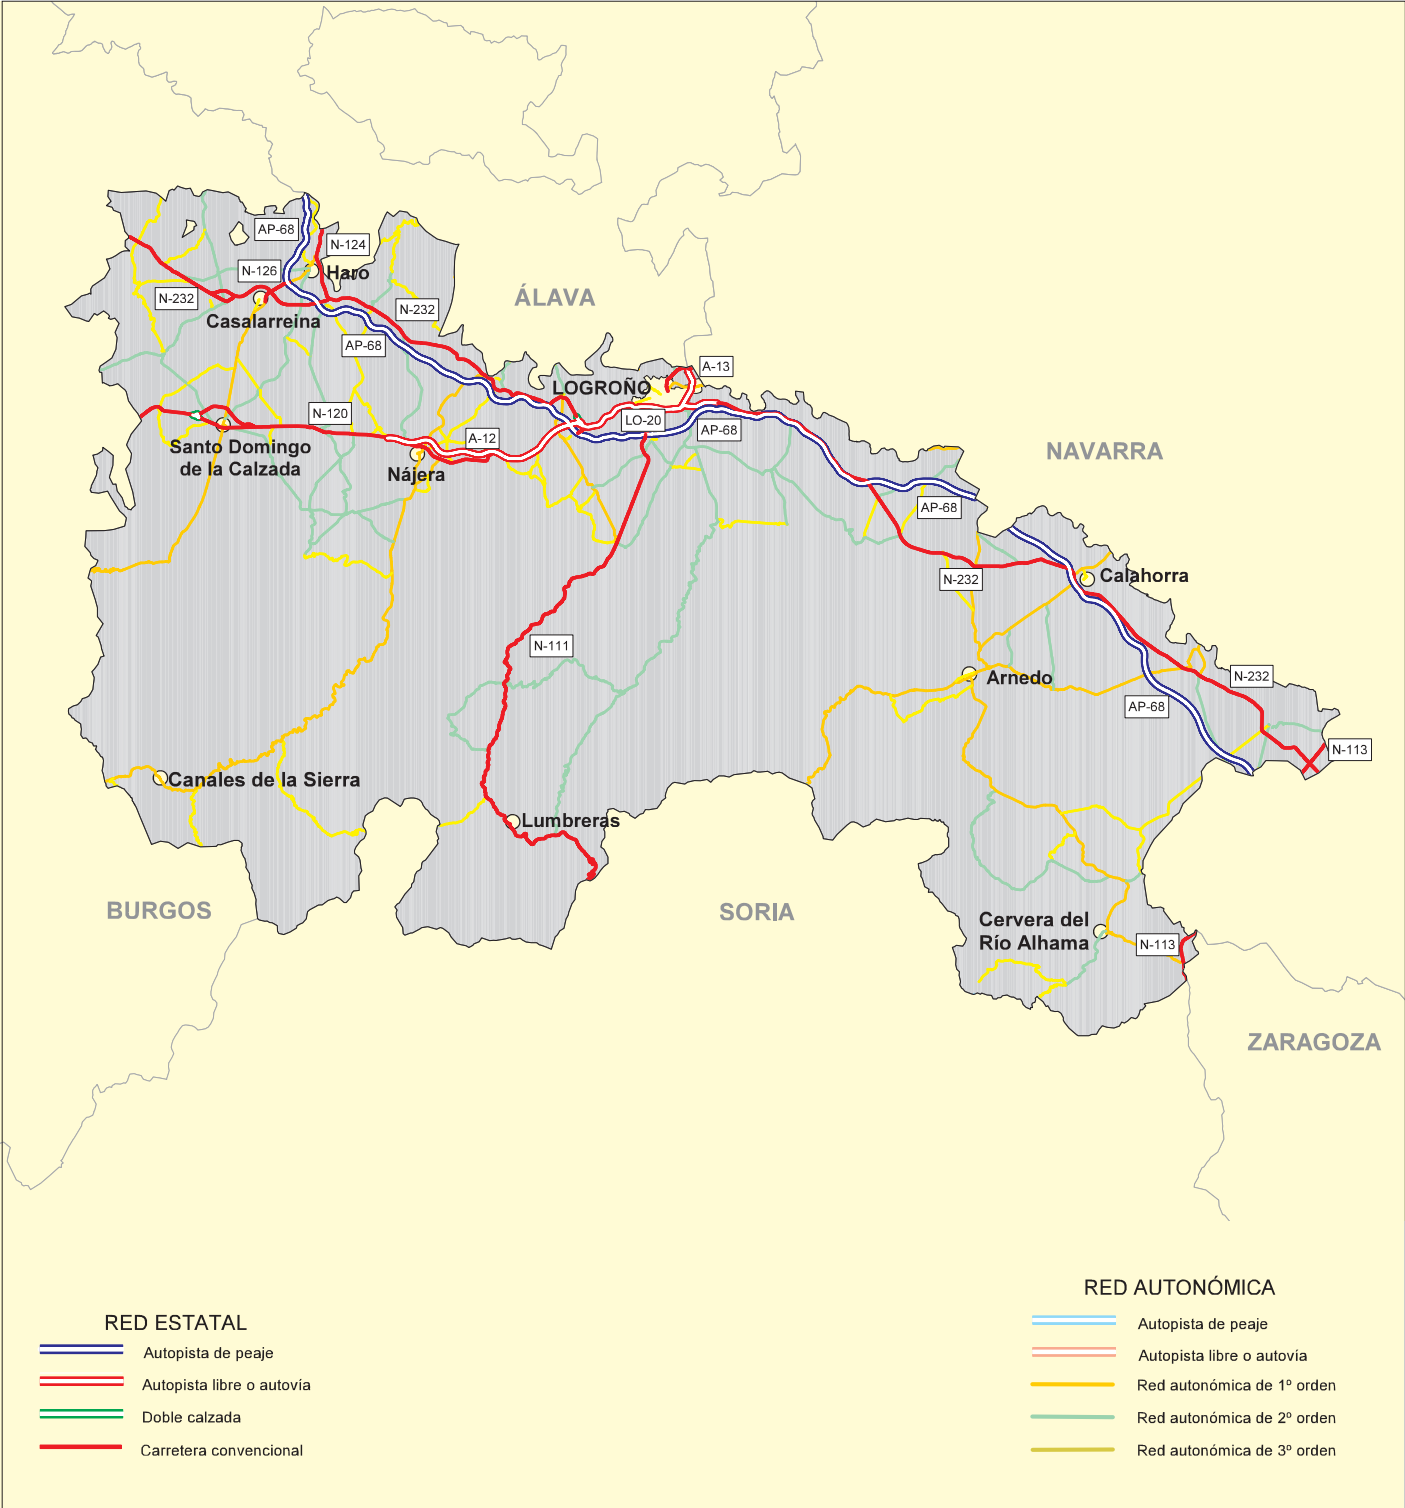 AP-68
N-124
N-126
Haro
N-232
ÁLAVA
N-232
Casalarreina
AP-68
A-13
LOGROÑO
N-120
LO-20
AP-68
A-12
Santo Domingo
de la Calzada
Nájera
NAVARRA
AP-68
N-232
Calahorra
N-111
Arnedo
N-232
AP-68
N-113
Canales de la Sierra
Lumbreras
BURGOS
SORIA
Cervera del
Río Alhama
N-113
ZARAGOZA
RED ESTATAL
Autopista de peaje
Autopista libre o autovía
Doble calzada
Carretera convencional
RED AUTONÓMICA
Autopista de peaje
Autopista libre o autovía
Red autonómica de 1º orden
Red autonómica de 2º orden
Red autonómica de 3º orden